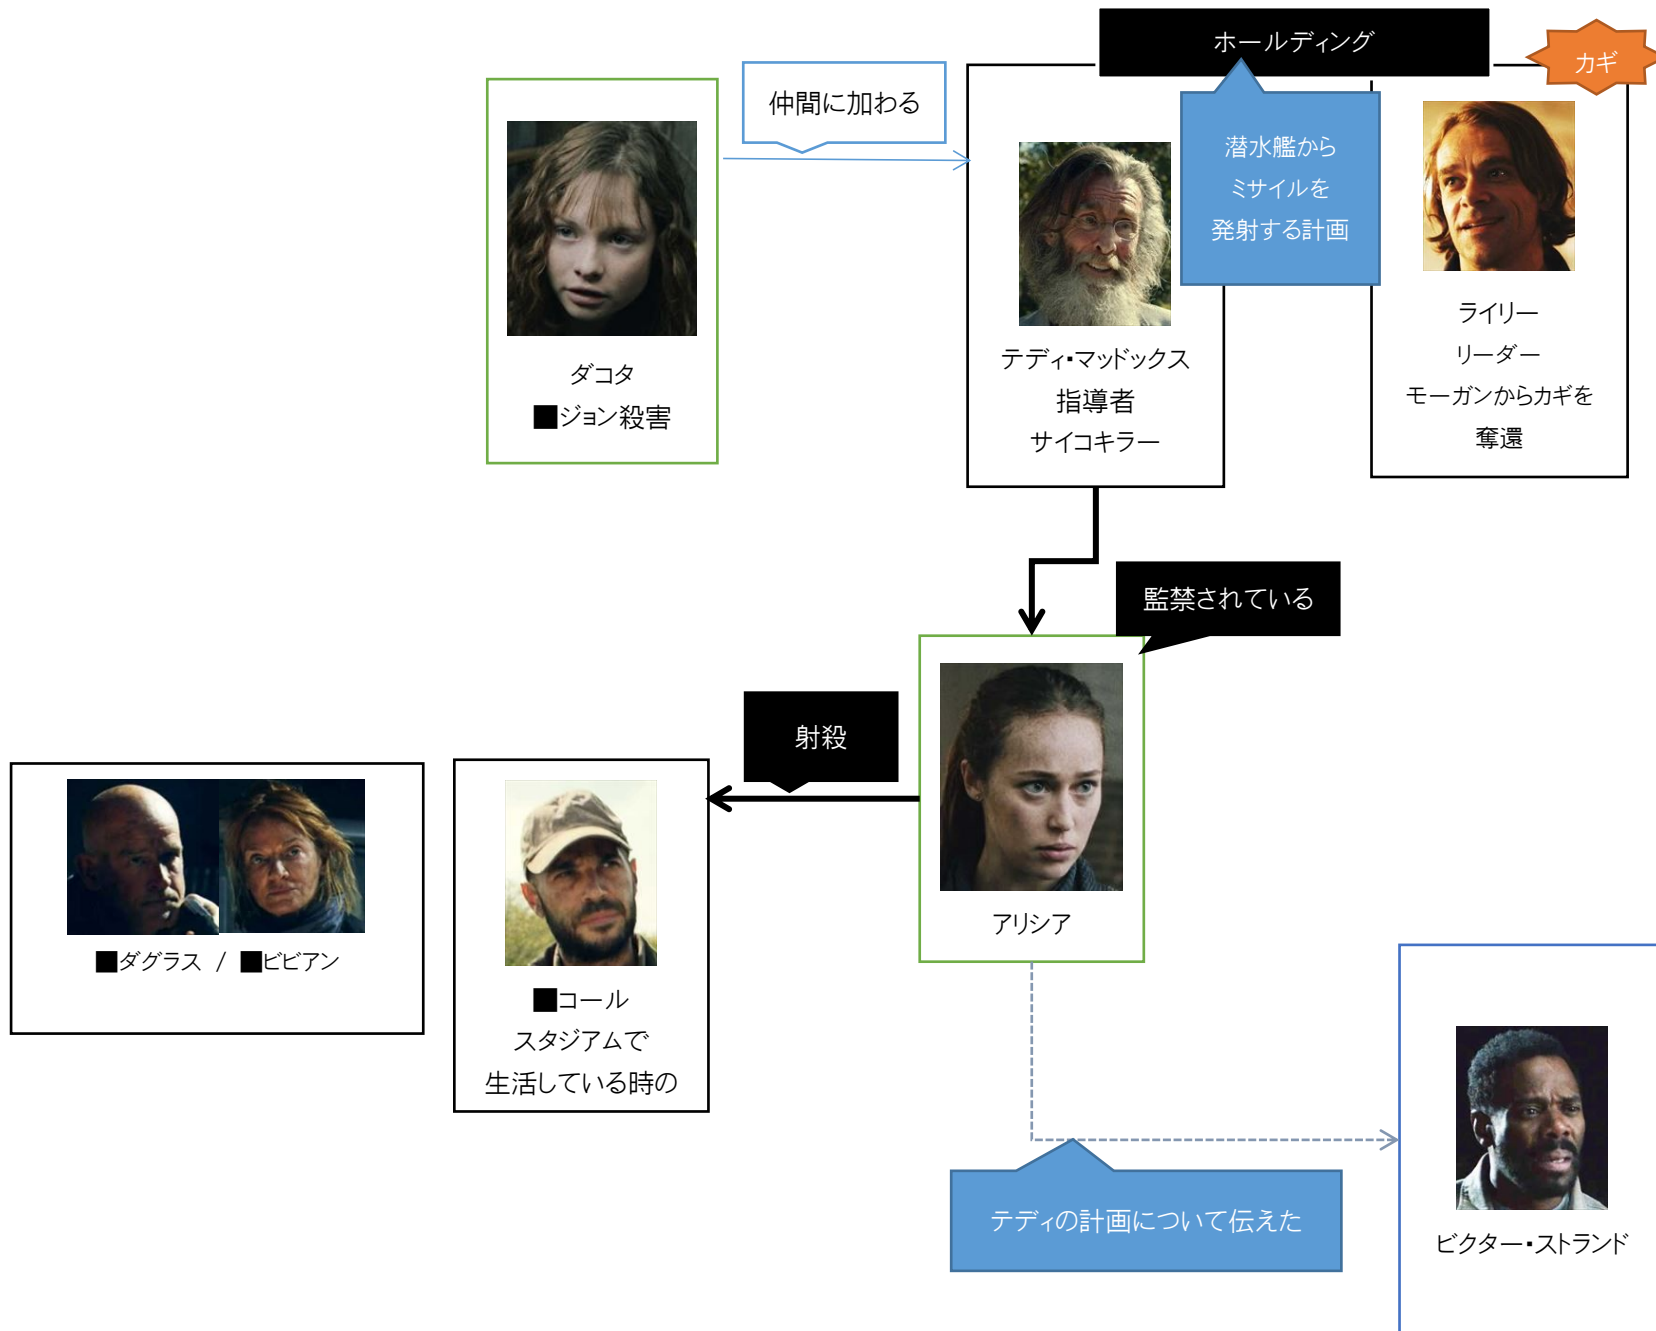 ホールディング
カギ
仲間に加わる
潜水艦から
ミサイルを
発射する計画
ダコタ
■ジョン殺害
テディ・マッドックス
指導者
サイコキラー
ライリー
リーダー
モーガンからカギを
奪還
監禁されている
射殺
アリシア
■ダグラス / ■ビビアン
■コール
スタジアムで
生活している時の
テディの計画について伝えた
ビクター・ストランド